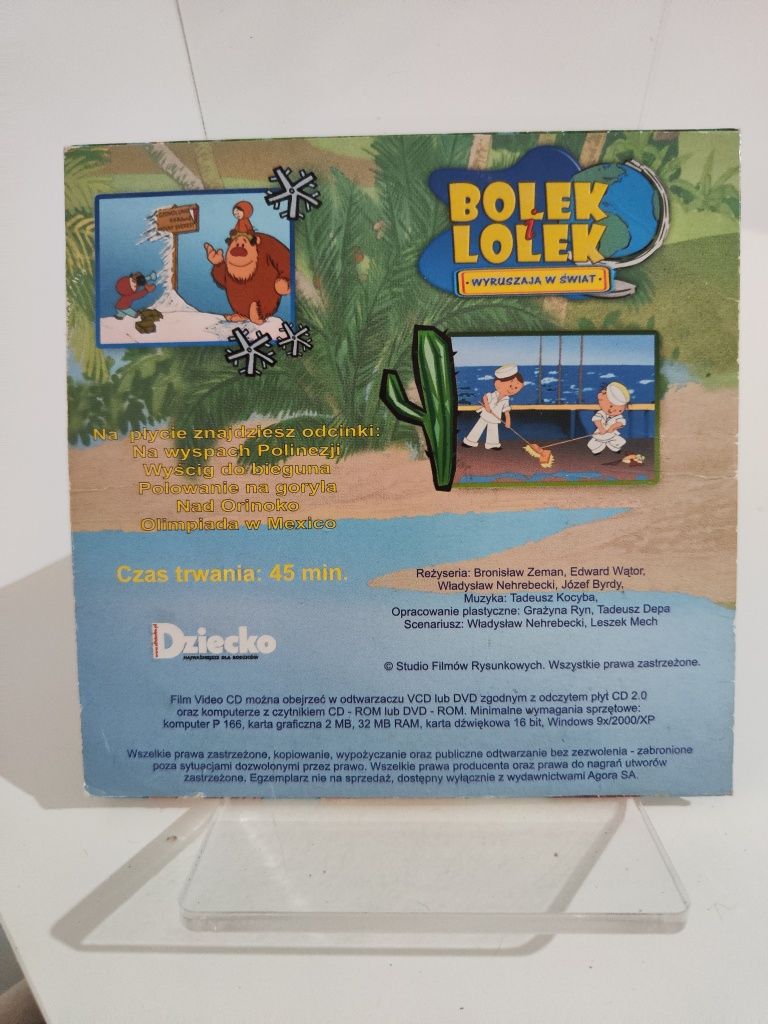 BOLEK
i
LOLEK
WYRUSZAJĄ W ŚWIAT
MOUNT EVEREST
Na płycie znajdziesz odcinki:
Na wyspach Polinezji
Wyścig do bieguna
Polowanie na goryla
Nad Orinoko
Olimpiada w Mexico
Czas trwania: 45 min.
Reżyseria: Bronisław Zeman, Edward Wątor,
Władysław Nehrebecki, Józef Byrdy,
Muzyka: Tadeusz Kocyba,
Opracowanie plastyczne: Grażyna Ryn, Tadeusz Depa
Scenariusz: Władysław Nehrebecki, Leszek Mech
Dziecko
NAJWAŻNIEJSZE DLA RODZICÓW
© Studio Filmów Rysunkowych. Wszystkie prawa zastrzeżone.
Film Video CD można obejrzeć w odtwarzaczu VCD lub DVD zgodnym z odczytem płyt CD 2.0
oraz komputerze z czytnikiem CD - ROM lub DVD - ROM. Minimalne wymagania sprzętowe:
komputer P 166, karta graficzna 2 MB, 32 MB RAM, karta dźwiękowa 16 bit, Windows 9x/2000/XP
Wszelkie prawa zastrzeżone, kopiowanie, wypożyczanie oraz publiczne odtwarzanie bez zezwolenia - zabronione
poza sytuacjami dozwolonymi przez prawo. Wszelkie prawa producenta oraz prawa do nagrań utworów
zastrzeżone. Egzemplarz nie na sprzedaż, dostępny wyłącznie z wydawnictwami Agora SA.